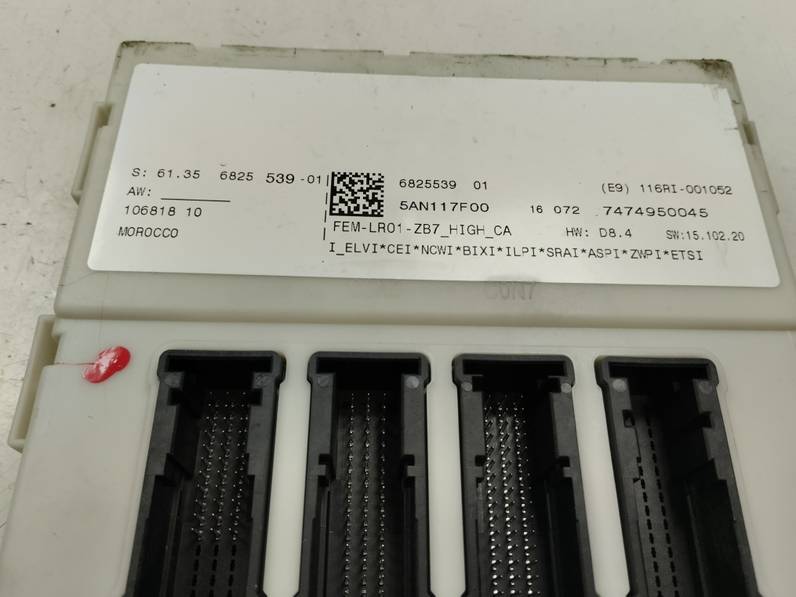 S: 61.35 6825 539-01
AW:
106818 10
MOROCCO
6825539 01
(E9) 116RI-001052
5AN117F00 16 072 7474950045
FEM-LR01-ZB7_HIGH_CA HW: D8.4 SW:15.102.20
I_ELVI*CEI*NCWI*BIXI*ILPI*SRAI*ASPI*ZWPI*ETSI